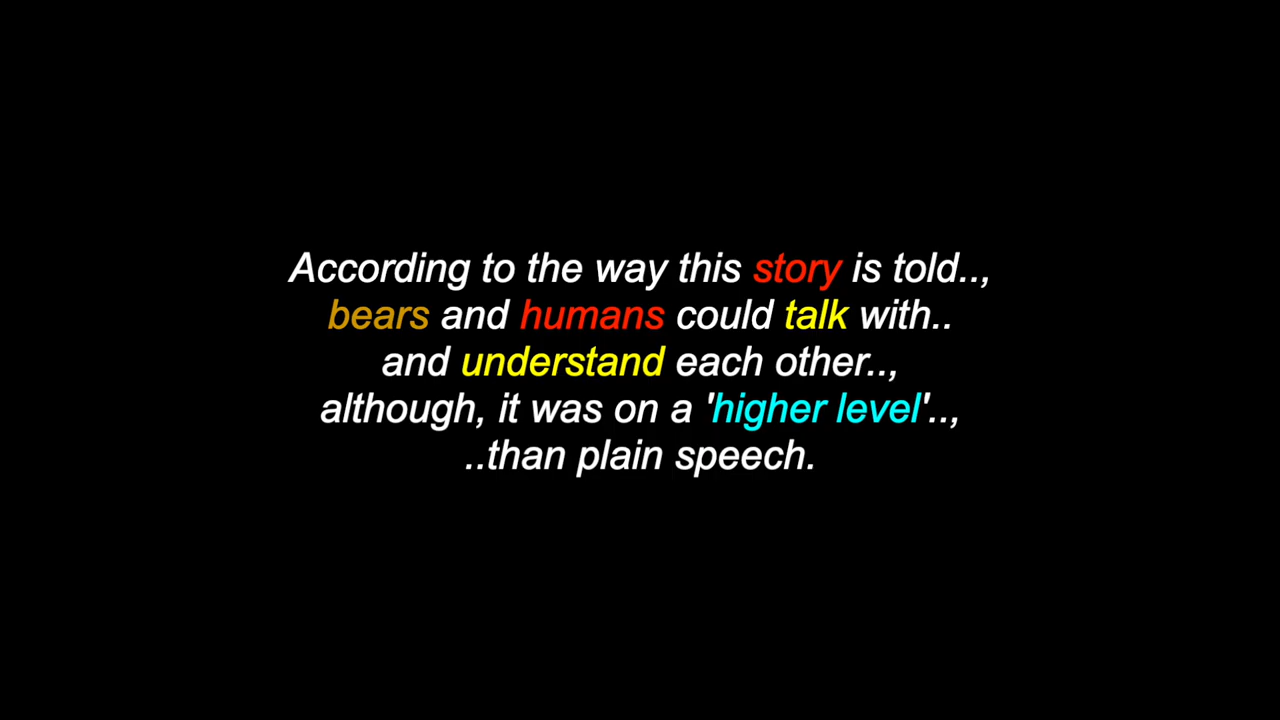 According to the way this story is told..,
bears and humans could talk with..
and understand each other..,
although, it was on a 'higher level'..,
..than plain speech.